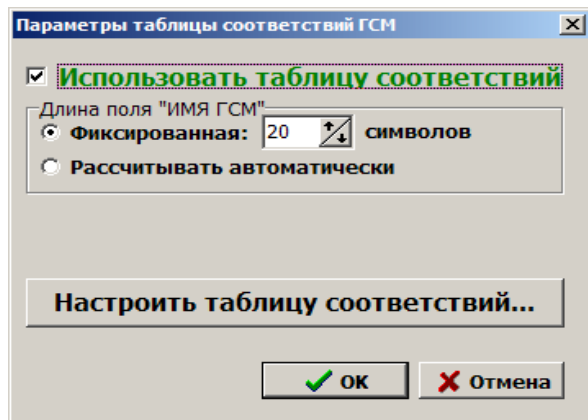 Параметры таблицы соответствий ГСМ
Использовать таблицу соответствий
Длина поля "ИМЯ ГСМ"
Фиксированная: 20 символов
Рассчитывать автоматически
Настроить таблицу соответствий...
ОК Отмена